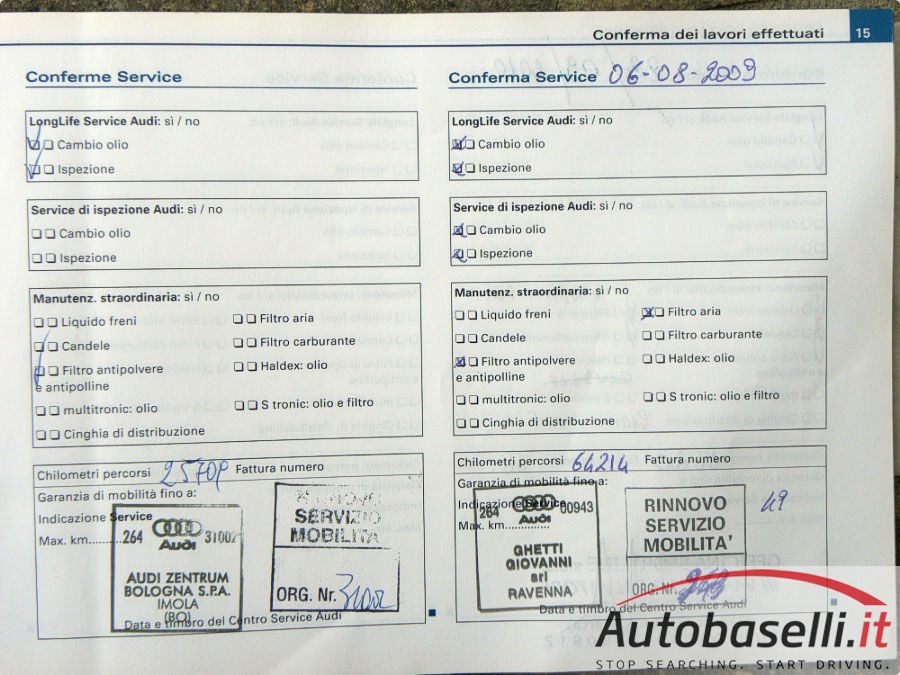 Conferma dei lavori effettuati 15
Conferme Service
LongLife Service Audi: sì / no
Cambio olio
Ispezione
Service di ispezione Audi: sì / no
Cambio olio
Ispezione
Manutenz. straordinaria: sì / no
Liquido freni
Filtro aria
Candele
Filtro carburante
Filtro antipolvere
e antipolline
Haldex: olio
multitronic: olio
S tronic: olio e filtro
Cinghia di distribuzione
Chilometri percorsi Fattura numero
Garanzia di mobilità fino a:
Indicazione Service
Max. km.........
264 Audi 31002
AUDI ZENTRUM
BOLOGNA S.P.A.
IMOLA
(BO)
RINNOVO
SERVIZIO
MOBILITA'
ORG. Nr. 31002
Data e timbro del Centro Service Audi
Conferma Service 06-08-2009
LongLife Service Audi: sì / no
Cambio olio
Ispezione
Service di ispezione Audi: sì / no
Cambio olio
Ispezione
Manutenz. straordinaria: sì / no
Liquido freni
Filtro aria
Candele
Filtro carburante
Filtro antipolvere
e antipolline
Haldex: olio
multitronic: olio
S tronic: olio e filtro
Cinghia di distribuzione
Chilometri percorsi 64214 Fattura numero
Garanzia di mobilità fino a:
Indicazione Service
Max. km..............
264 Audi 00943
GHETTI
GIOVANNI
srl
RAVENNA
RINNOVO
SERVIZIO
MOBILITA'
ORG. Nr.
Data e timbro del Centro Service Audi
Autobaselli.it
STOP SEARCHING. START DRIVING.